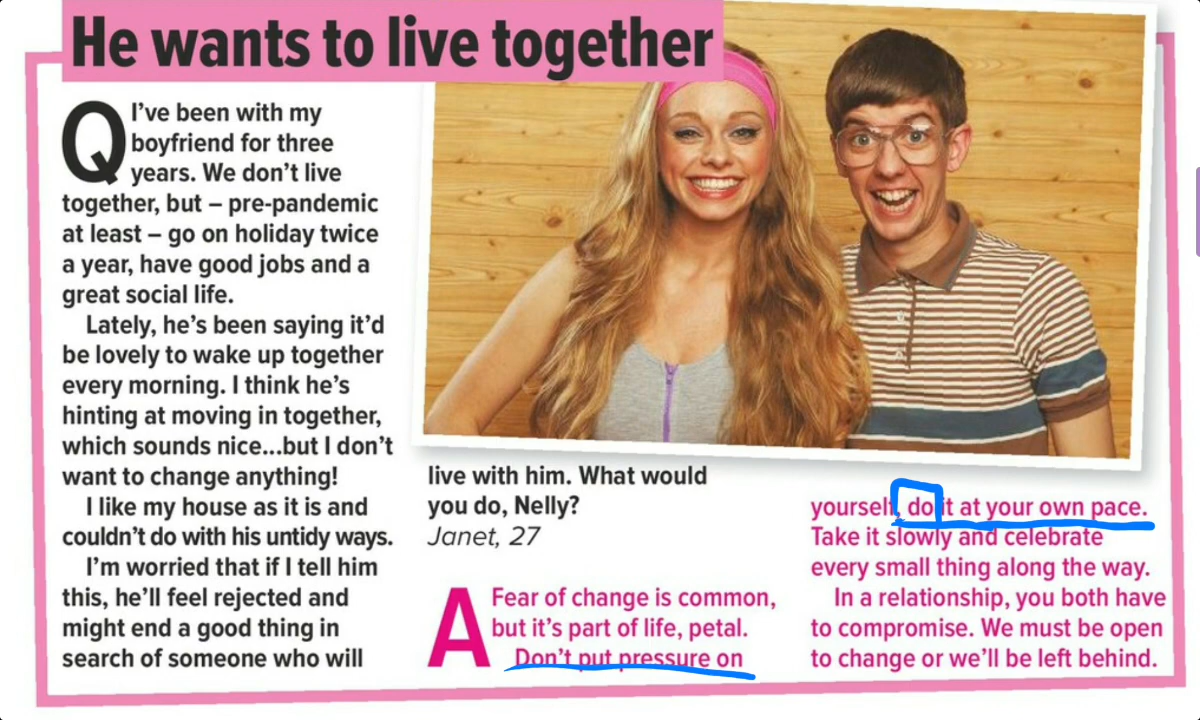 He wants to live together
Q I've been with my
boyfriend for three
years. We don't live
together, but – pre-pandemic
at least – go on holiday twice
a year, have good jobs and a
great social life.
Lately, he's been saying it'd
be lovely to wake up together
every morning. I think he's
hinting at moving in together,
which sounds nice...but I don't
want to change anything!
I like my house as it is and
couldn't do with his untidy ways.
I'm worried that if I tell him
this, he'll feel rejected and
might end a good thing in
search of someone who will
live with him. What would
you do, Nelly?
Janet, 27
A Fear of change is common,
but it's part of life, petal.
Don't put pressure on
yourself, do it at your own pace.
Take it slowly and celebrate
every small thing along the way.
In a relationship, you both have
to compromise. We must be open
to change or we'll be left behind.